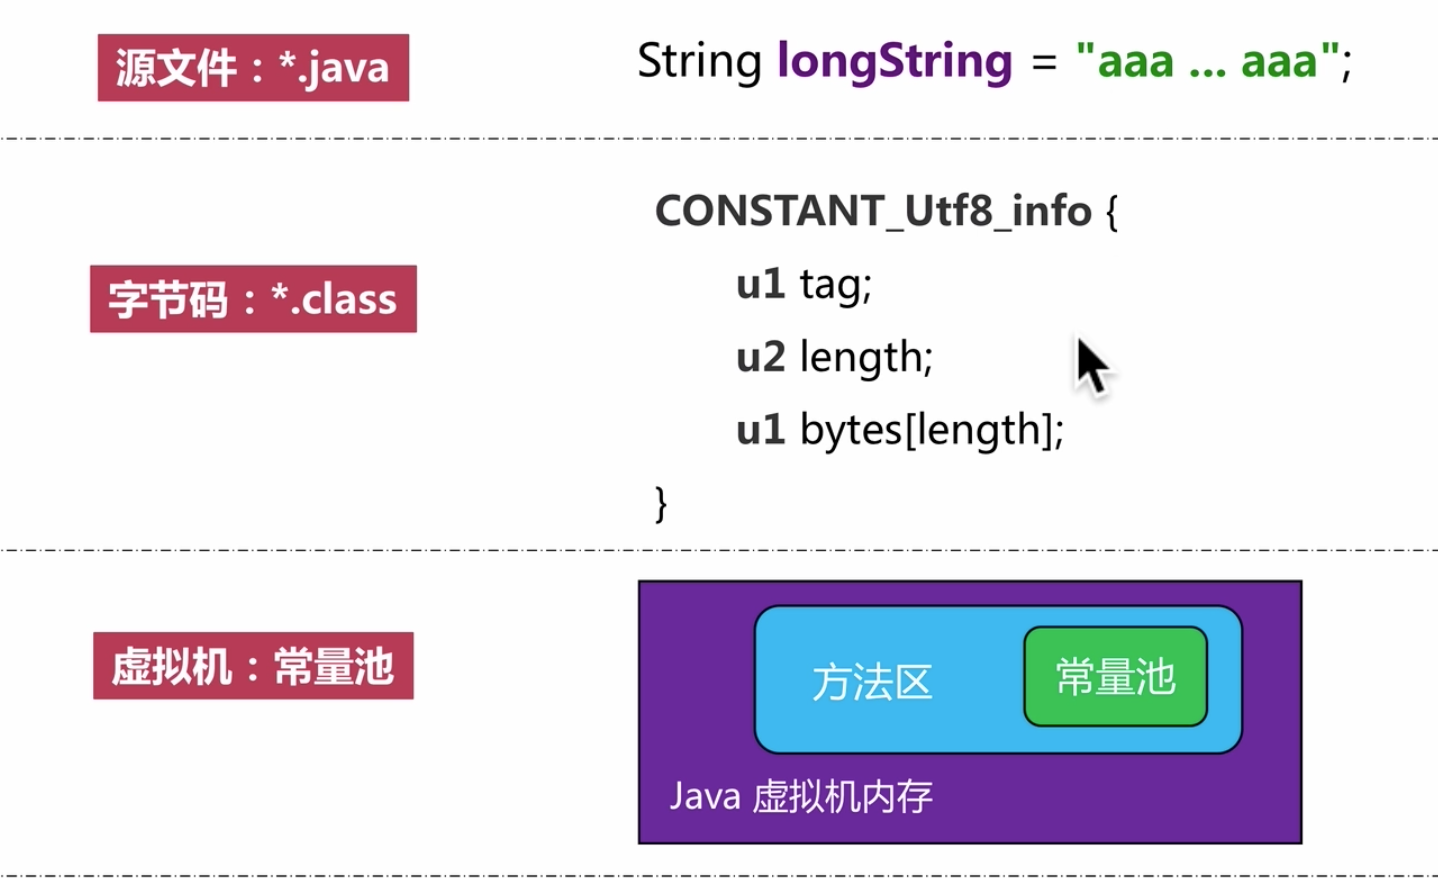 源文件：*.java
String longString = "aaa ... aaa";
字节码：*.class
CONSTANT_Utf8_info {
u1 tag;
u2 length;
u1 bytes[length];
}
虚拟机：常量池
方法区
常量池
Java 虚拟机内存